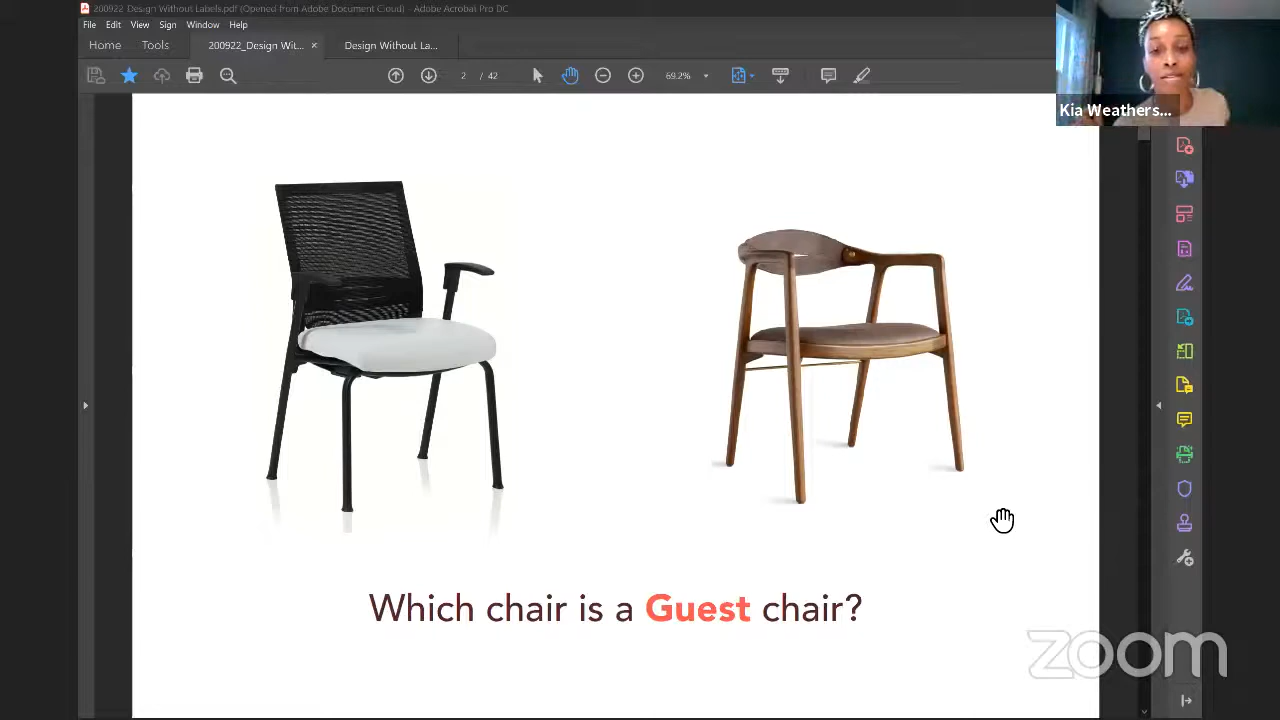 200922_Design Without Labels.pdf (Opened from Adobe Document Cloud) - Adobe Acrobat Pro DC
File Edit View Sign Window Help
Home Tools 200922_Design Wit... × Design Without La...
2 / 42 69.2%
Kia Weathers...
Which chair is a Guest chair?
zoom